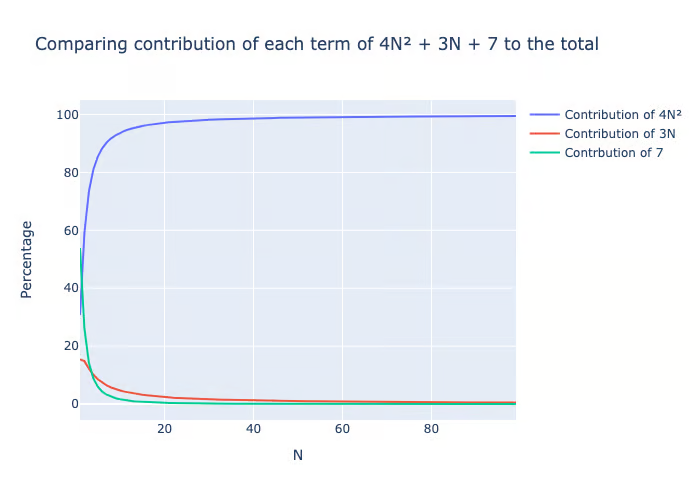 Comparing contribution of each term of 4N² + 3N + 7 to the total
100
80
60
40
20
0
Percentage
20 40 60 80
N
Contribution of 4N²
Contribution of 3N
Contrbution of 7